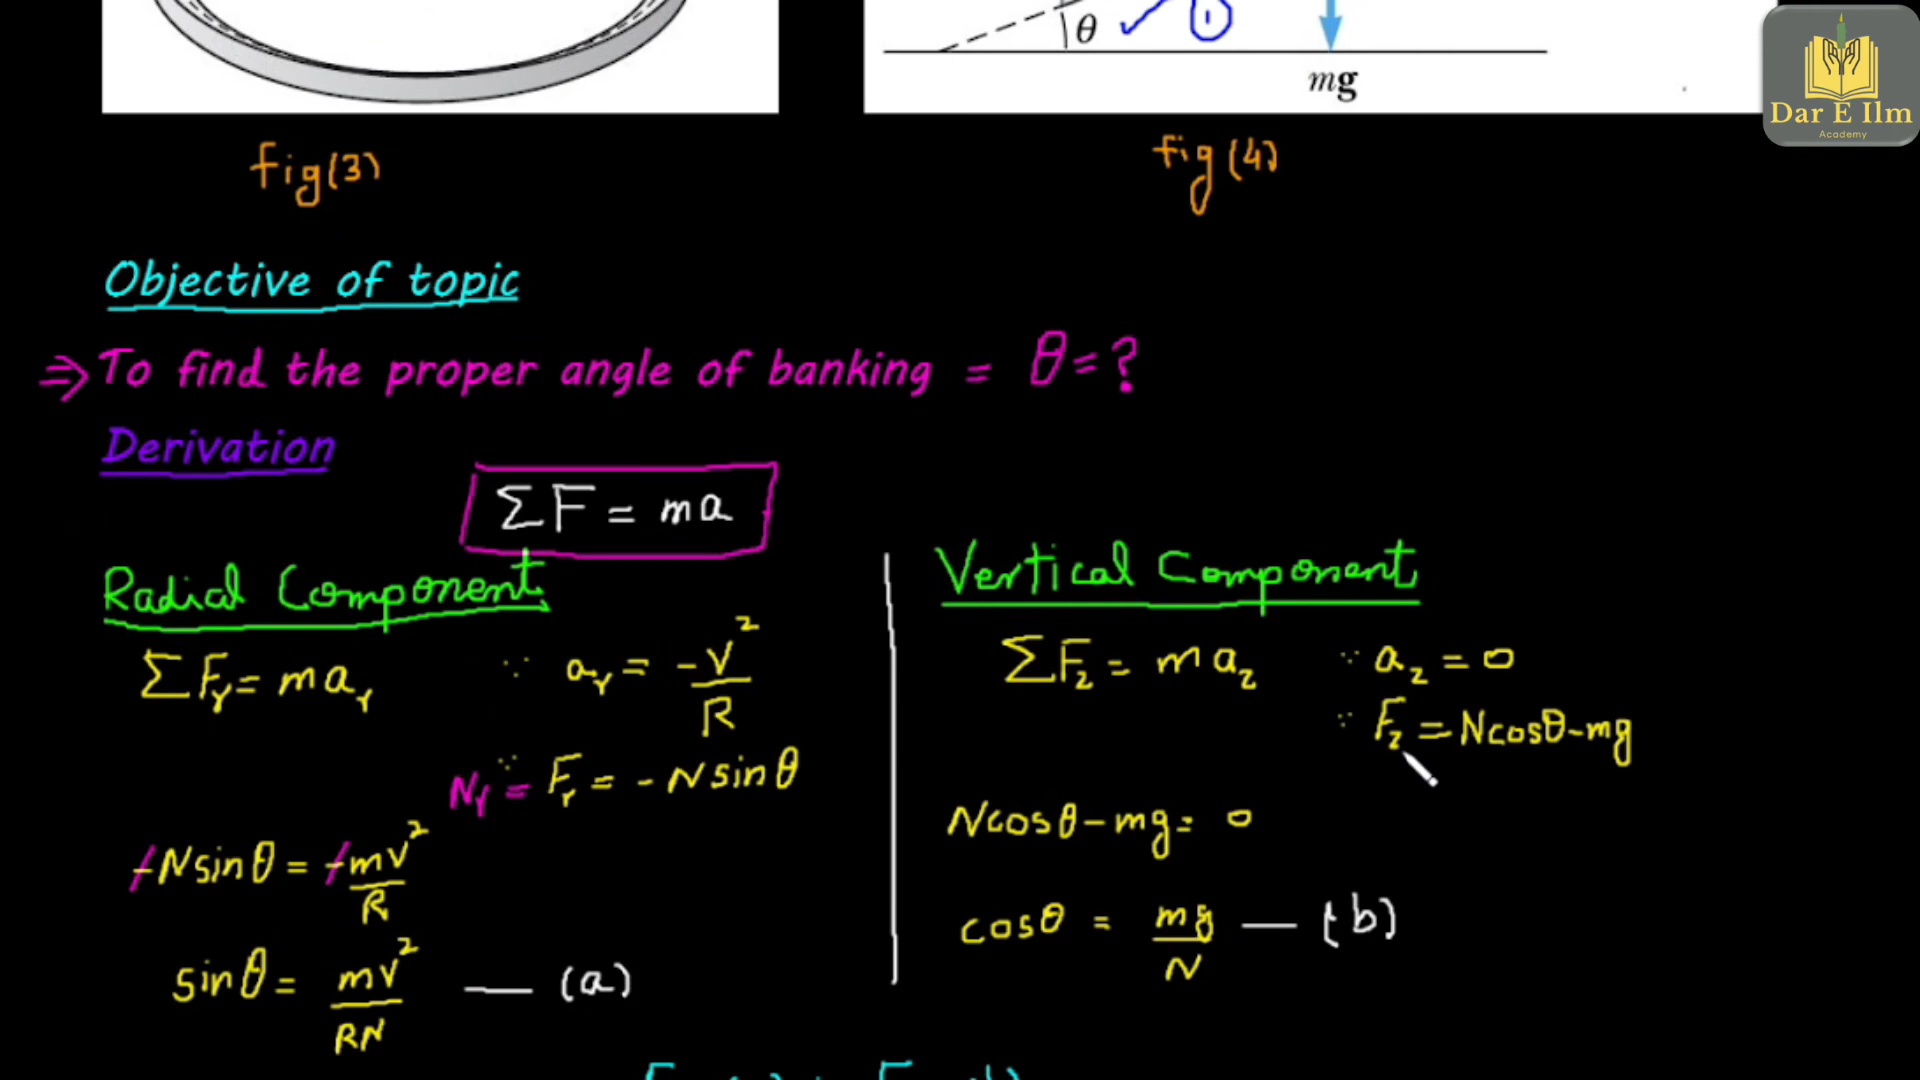 θ ✓ 1
mg
Dar E Ilm
Academy
fig(3)
fig(4)
Objective of topic
⇒ To find the proper angle of banking = θ = ?
Derivation
ΣF = ma
Radial Component
ΣFr = mar ∵ ar = -v²/R
Nr = ∵ Fr = -N sinθ
-N sinθ = -mv²/R
sinθ = mv²/RN — (a)
Vertical Component
ΣFz = maz ∵ az = 0
∵ Fz = Ncosθ-mg
Ncosθ-mg = 0
cosθ = mg/N — (b)